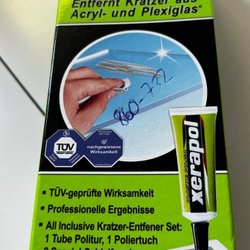 Entfernt Kratzer aus
Acryl- und Plexiglas®
860-722
TÜV
nachgewiesene
Wirksamkeit
xerapol
• TÜV-geprüfte Wirksamkeit
• Professionelle Ergebnisse
• All Inclusive Kratzer-Entferner Set:
1 Tube Politur, 1 Poliertuch